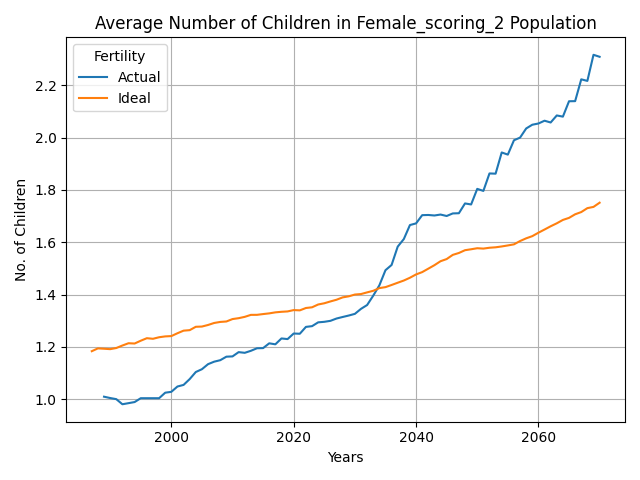 Average Number of Children in Female_scoring_2 Population
Fertility
Actual
Ideal
No. of Children
2.2
2.0
1.8
1.6
1.4
1.2
1.0
2000 2020 2040 2060
Years